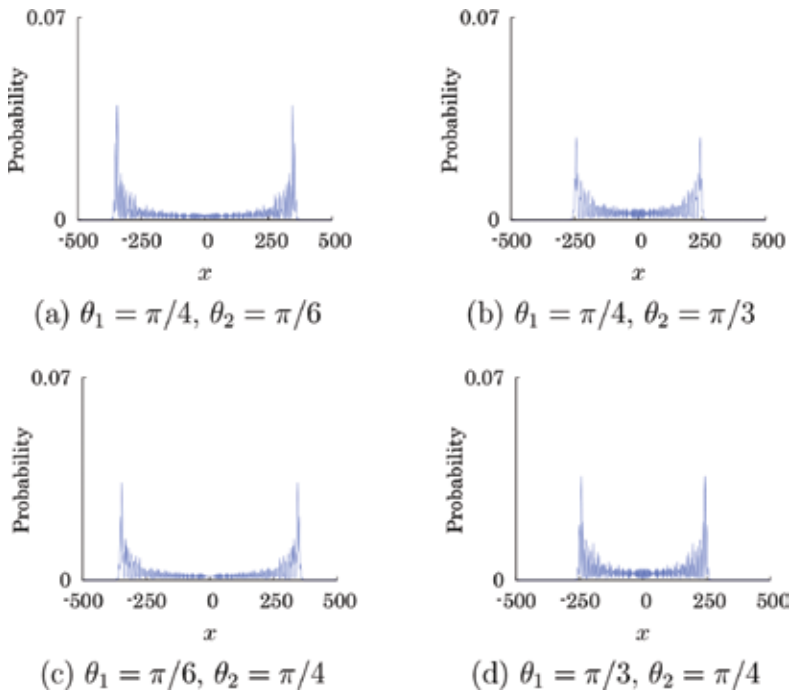 0.07
Probability
0
-500 -250 0 250 500
x
(a) θ₁ = π/4, θ₂ = π/6
0.07
Probability
0
-500 -250 0 250 500
x
(b) θ₁ = π/4, θ₂ = π/3
0.07
Probability
0
-500 -250 0 250 500
x
(c) θ₁ = π/6, θ₂ = π/4
0.07
Probability
0
-500 -250 0 250 500
x
(d) θ₁ = π/3, θ₂ = π/4